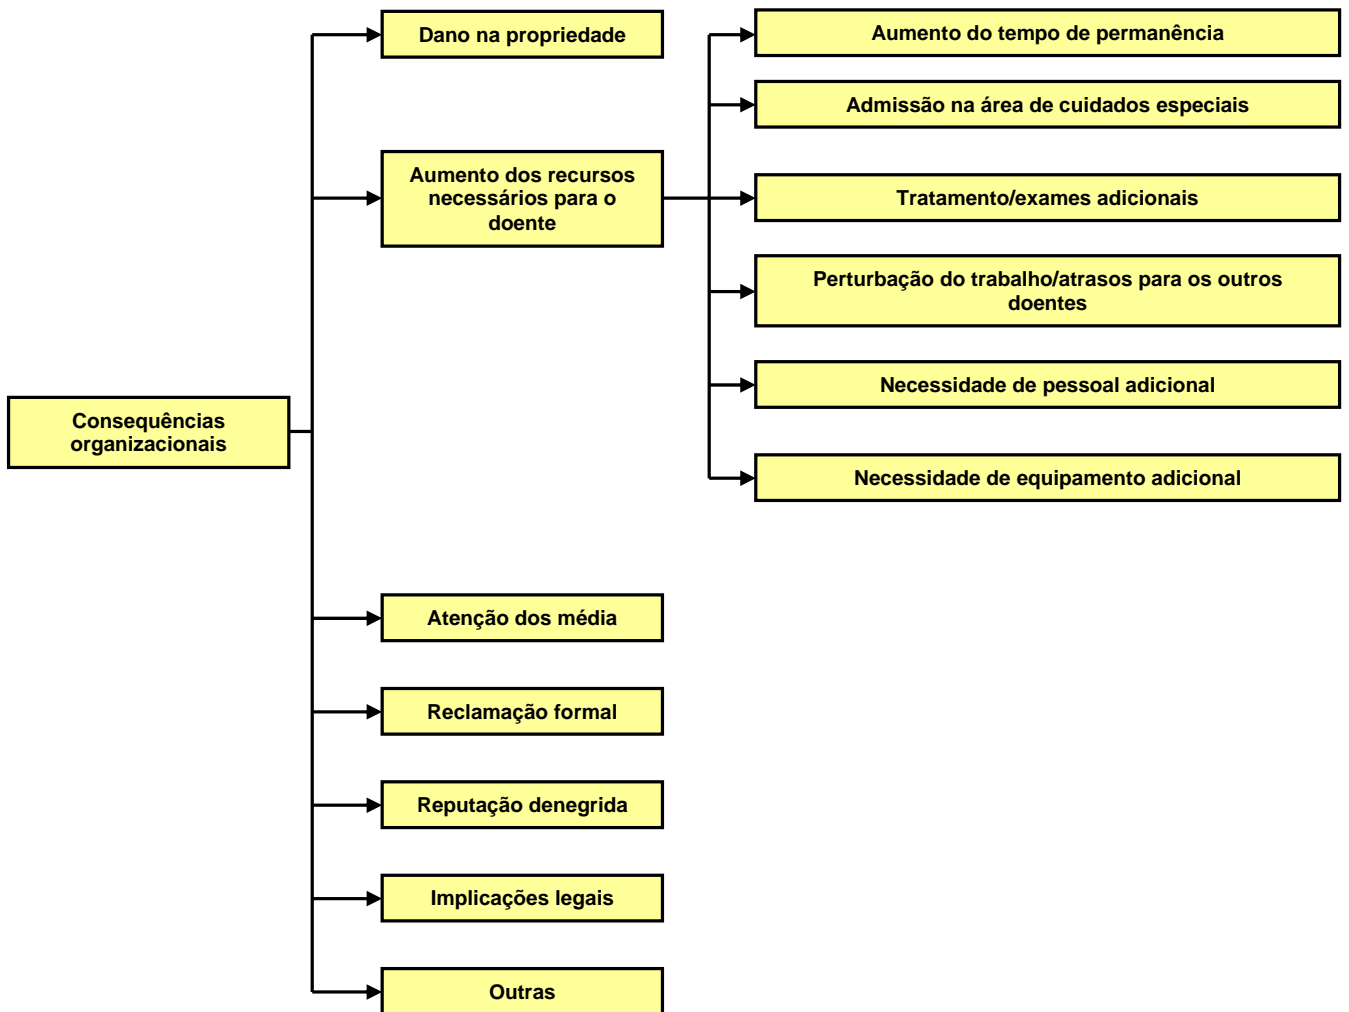 Dano na propriedade
Aumento do tempo de permanência
Admissão na área de cuidados especiais
Aumento dos recursos
necessários para o
doente
Tratamento/exames adicionais
Perturbação do trabalho/atrasos para os outros
doentes
Necessidade de pessoal adicional
Consequências
organizacionais
Necessidade de equipamento adicional
Atenção dos média
Reclamação formal
Reputação denegrida
Implicações legais
Outras